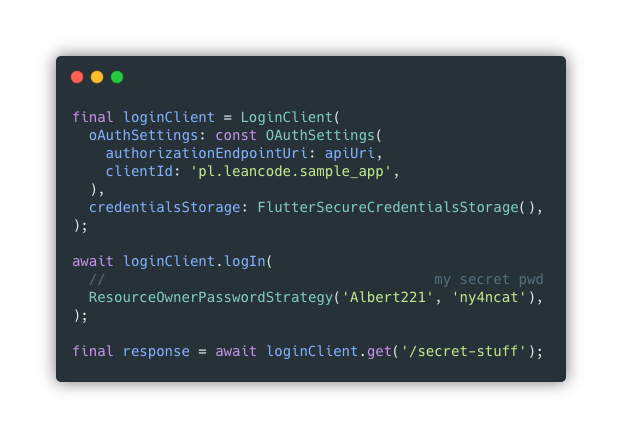 final loginClient = LoginClient(
  oAuthSettings: const OAuthSettings(
    authorizationEndpointUri: apiUri,
    clientId: 'pl.leancode.sample_app',
  ),
  credentialsStorage: FlutterSecureCredentialsStorage(),
);

await loginClient.logIn(
  //                                       my secret pwd
  ResourceOwnerPasswordStrategy('Albert221', 'ny4ncat'),
);

final response = await loginClient.get('/secret-stuff');